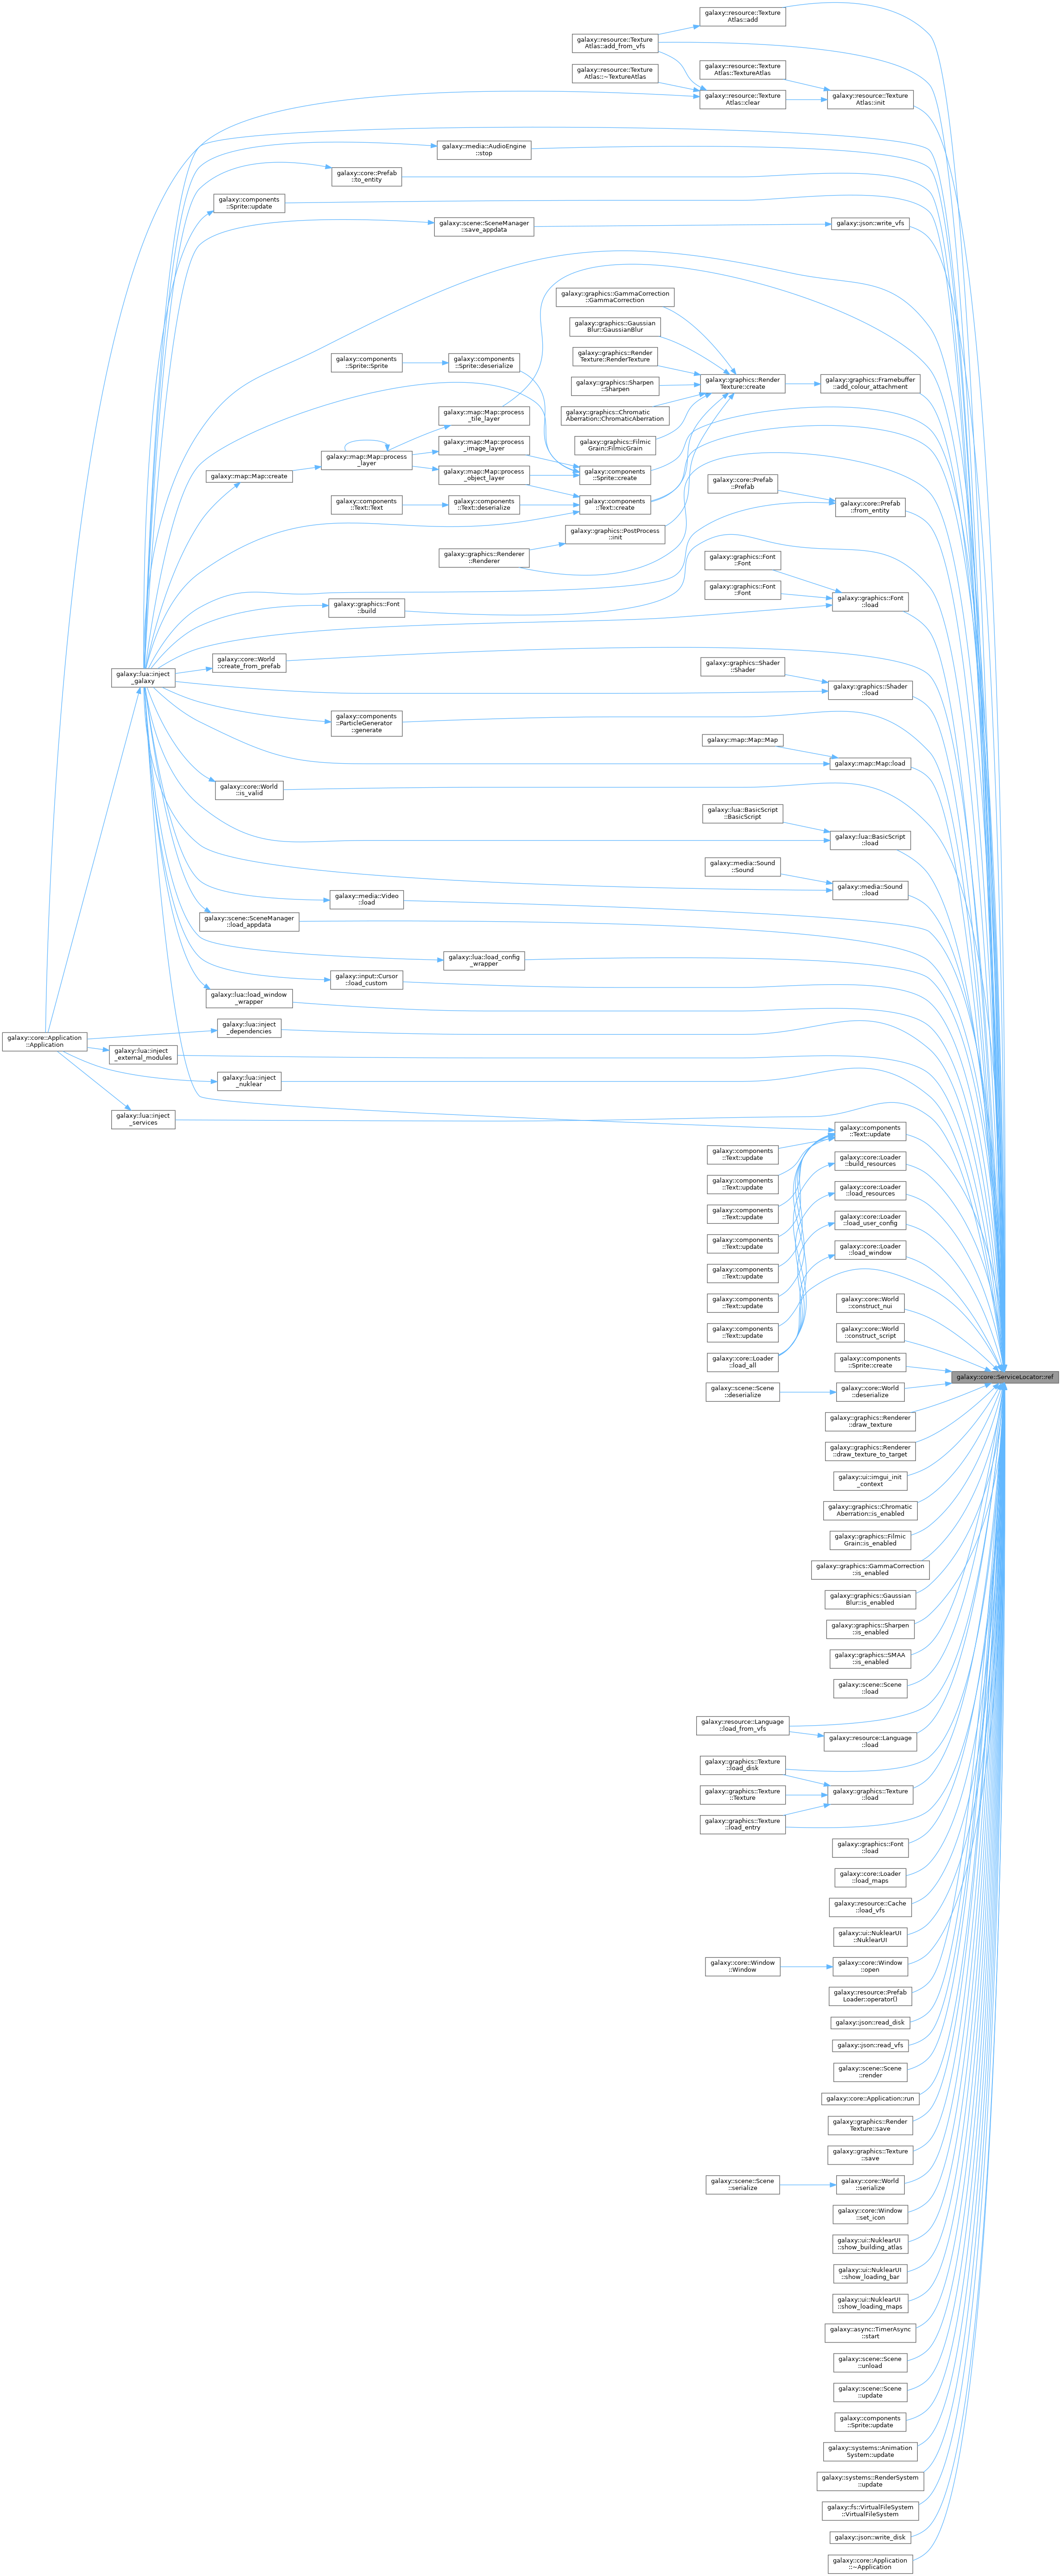 galaxy::resource::Texture
Atlas::add
galaxy::resource::Texture
Atlas::add_from_vfs
galaxy::resource::Texture
Atlas::TextureAtlas
galaxy::resource::Texture
Atlas::~TextureAtlas
galaxy::resource::Texture
Atlas::clear
galaxy::resource::Texture
Atlas::init
galaxy::media::AudioEngine
::stop
galaxy::core::Prefab
::to_entity
galaxy::components
::Sprite::update
galaxy::scene::SceneManager
::save_appdata
galaxy::json::write_vfs
galaxy::graphics::GammaCorrection
::GammaCorrection
galaxy::graphics::Gaussian
Blur::GaussianBlur
galaxy::graphics::Render
Texture::RenderTexture
galaxy::components
::Sprite::Sprite
galaxy::components
::Sprite::deserialize
galaxy::graphics::Sharpen
::Sharpen
galaxy::graphics::Render
Texture::create
galaxy::graphics::Framebuffer
::add_colour_attachment
galaxy::map::Map::process
_tile_layer
galaxy::graphics::Chromatic
Aberration::ChromaticAberration
galaxy::graphics::Filmic
Grain::FilmicGrain
galaxy::map::Map::process
_image_layer
galaxy::map::Map::process
_layer
galaxy::map::Map::create
galaxy::map::Map::process
_object_layer
galaxy::components
::Sprite::create
galaxy::core::Prefab
::Prefab
galaxy::components
::Text::Text
galaxy::components
::Text::deserialize
galaxy::components
::Text::create
galaxy::core::Prefab
::from_entity
galaxy::graphics::PostProcess
::init
galaxy::graphics::Renderer
::Renderer
galaxy::graphics::Font
::Font
galaxy::graphics::Font
::Font
galaxy::graphics::Font
::load
galaxy::graphics::Font
::build
galaxy::core::World
::create_from_prefab
galaxy::lua::inject
_galaxy
galaxy::graphics::Shader
::Shader
galaxy::graphics::Shader
::load
galaxy::components
::ParticleGenerator
::generate
galaxy::map::Map::Map
galaxy::map::Map::load
galaxy::core::World
::is_valid
galaxy::lua::BasicScript
::BasicScript
galaxy::lua::BasicScript
::load
galaxy::media::Sound
::Sound
galaxy::media::Sound
::load
galaxy::media::Video
::load
galaxy::scene::SceneManager
::load_appdata
galaxy::lua::load_config
_wrapper
galaxy::input::Cursor
::load_custom
galaxy::lua::load_window
_wrapper
galaxy::core::Application
::Application
galaxy::lua::inject
_dependencies
galaxy::lua::inject
_external_modules
galaxy::lua::inject
_nuklear
galaxy::lua::inject
_services
galaxy::components
::Text::update
galaxy::components
::Text::update
galaxy::core::Loader
::build_resources
galaxy::components
::Text::update
galaxy::core::Loader
::load_resources
galaxy::components
::Text::update
galaxy::core::Loader
::load_user_config
galaxy::components
::Text::update
galaxy::core::Loader
::load_window
galaxy::components
::Text::update
galaxy::components
::Text::update
galaxy::core::World
::construct_nui
galaxy::components
::Text::update
galaxy::core::World
::construct_script
galaxy::core::Loader
::load_all
galaxy::components
::Sprite::create
galaxy::core::ServiceLocator::ref
galaxy::scene::Scene
::deserialize
galaxy::core::World
::deserialize
galaxy::graphics::Renderer
::draw_texture
galaxy::graphics::Renderer
::draw_texture_to_target
galaxy::ui::imgui_init
_context
galaxy::graphics::Chromatic
Aberration::is_enabled
galaxy::graphics::Filmic
Grain::is_enabled
galaxy::graphics::GammaCorrection
::is_enabled
galaxy::graphics::Gaussian
Blur::is_enabled
galaxy::graphics::Sharpen
::is_enabled
galaxy::graphics::SMAA
::is_enabled
galaxy::scene::Scene
::load
galaxy::resource::Language
::load_from_vfs
galaxy::resource::Language
::load
galaxy::graphics::Texture
::load_disk
galaxy::graphics::Texture
::Texture
galaxy::graphics::Texture
::load
galaxy::graphics::Texture
::load_entry
galaxy::graphics::Font
::load
galaxy::core::Loader
::load_maps
galaxy::resource::Cache
::load_vfs
galaxy::ui::NuklearUI
::NuklearUI
galaxy::core::Window
::Window
galaxy::core::Window
::open
galaxy::resource::Prefab
Loader::operator()
galaxy::json::read_disk
galaxy::json::read_vfs
galaxy::scene::Scene
::render
galaxy::core::Application::run
galaxy::graphics::Render
Texture::save
galaxy::graphics::Texture
::save
galaxy::scene::Scene
::serialize
galaxy::core::World
::serialize
galaxy::core::Window
::set_icon
galaxy::ui::NuklearUI
::show_building_atlas
galaxy::ui::NuklearUI
::show_loading_bar
galaxy::ui::NuklearUI
::show_loading_maps
galaxy::async::TimerAsync
::start
galaxy::scene::Scene
::unload
galaxy::scene::Scene
::update
galaxy::components
::Sprite::update
galaxy::systems::Animation
System::update
galaxy::systems::RenderSystem
::update
galaxy::fs::VirtualFileSystem
::VirtualFileSystem
galaxy::json::write_disk
galaxy::core::Application
::~Application